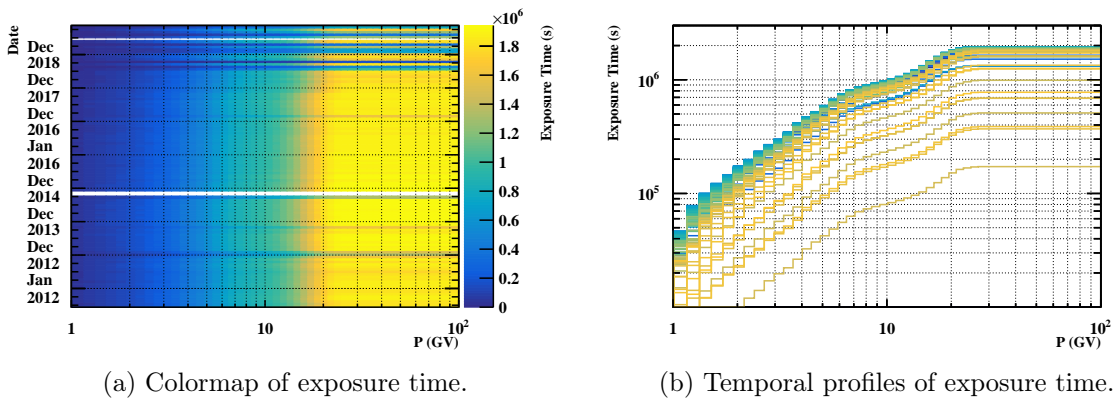 ×10⁶
Date
Dec
2018
Dec
2017
Dec
2016
Jan
2016
Dec
2014
Dec
2013
Dec
2012
Jan
2012
1
10
10²
P (GV)
2
1.8
1.6
1.4
1.2
1
0.8
0.6
0.4
0.2
0
Exposure Time (s)
(a) Colormap of exposure time.
Exposure Time (s)
10⁶
10⁵
1
10
10²
P (GV)
(b) Temporal profiles of exposure time.